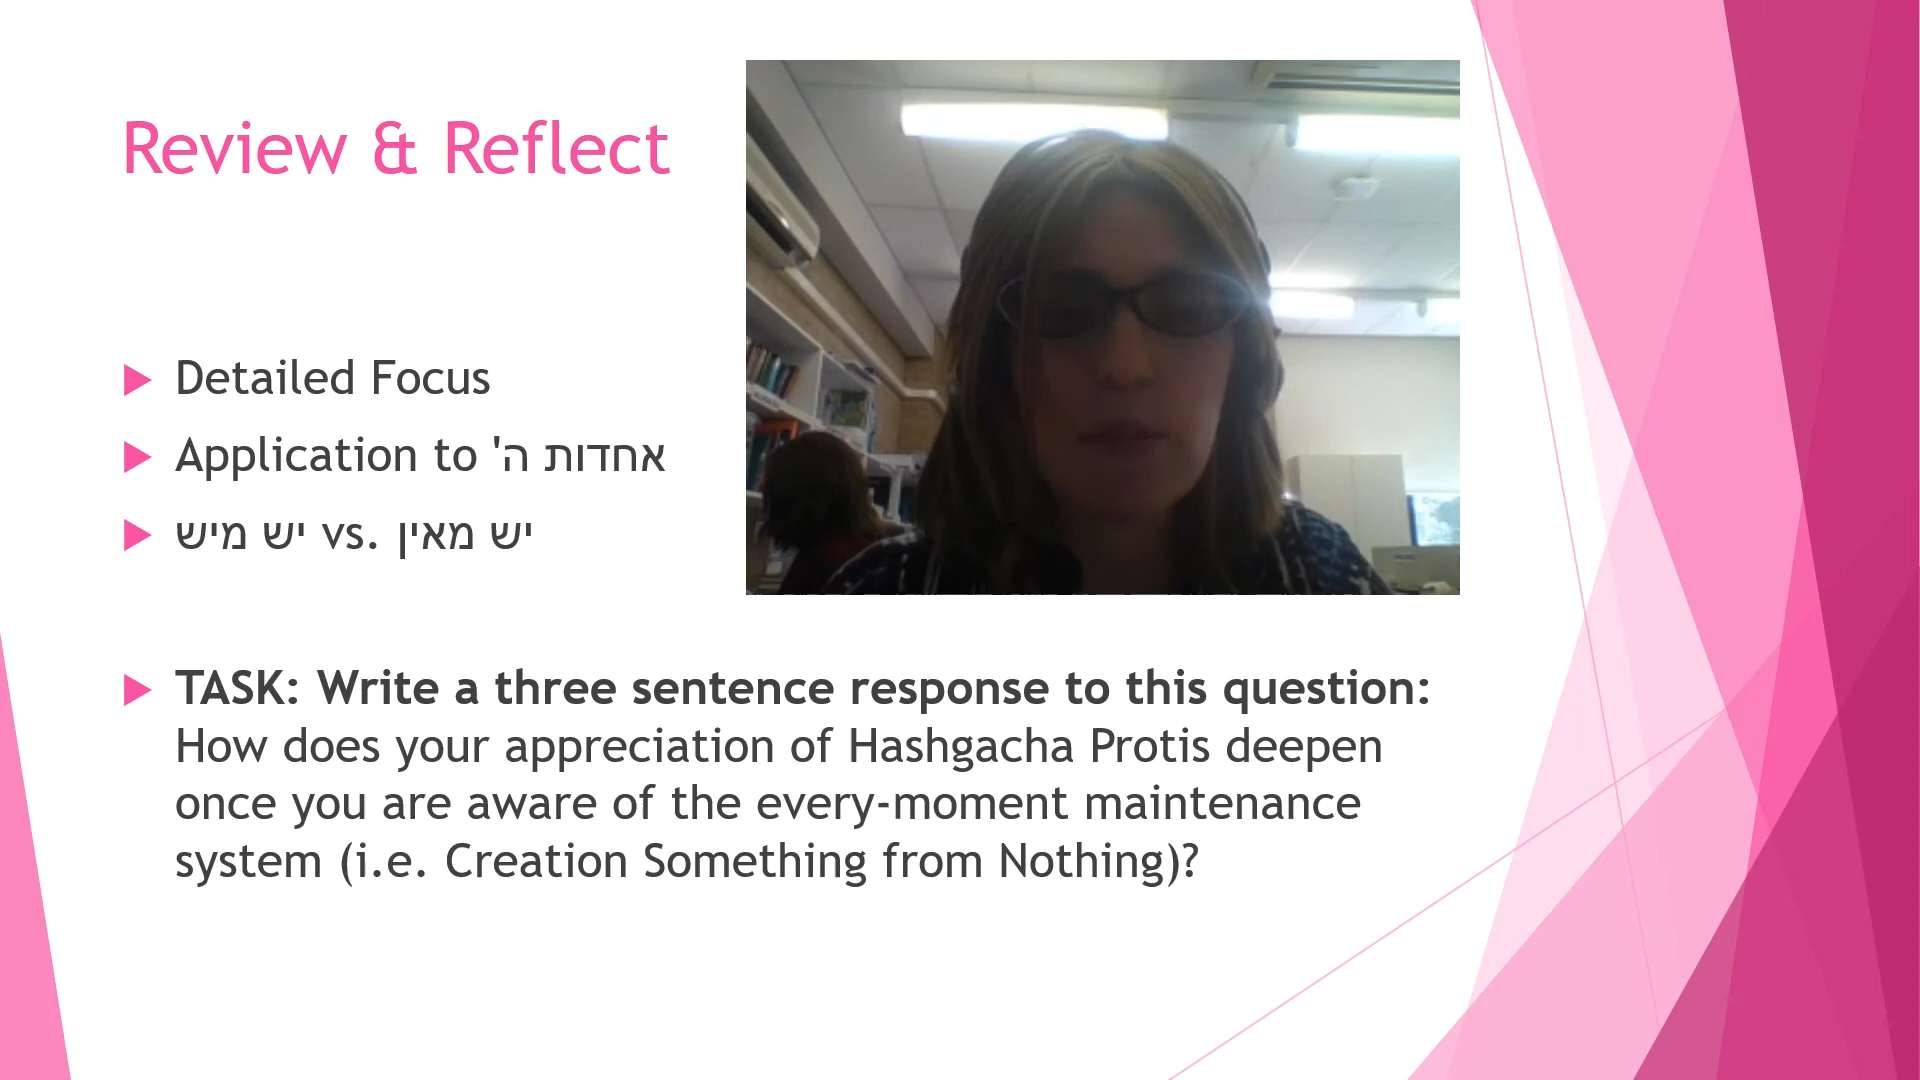 Review & Reflect
Detailed Focus
Application to אחדות ה'
יש מאין vs. יש מיש
TASK: Write a three sentence response to this question:
How does your appreciation of Hashgacha Protis deepen
once you are aware of the every-moment maintenance
system (i.e. Creation Something from Nothing)?